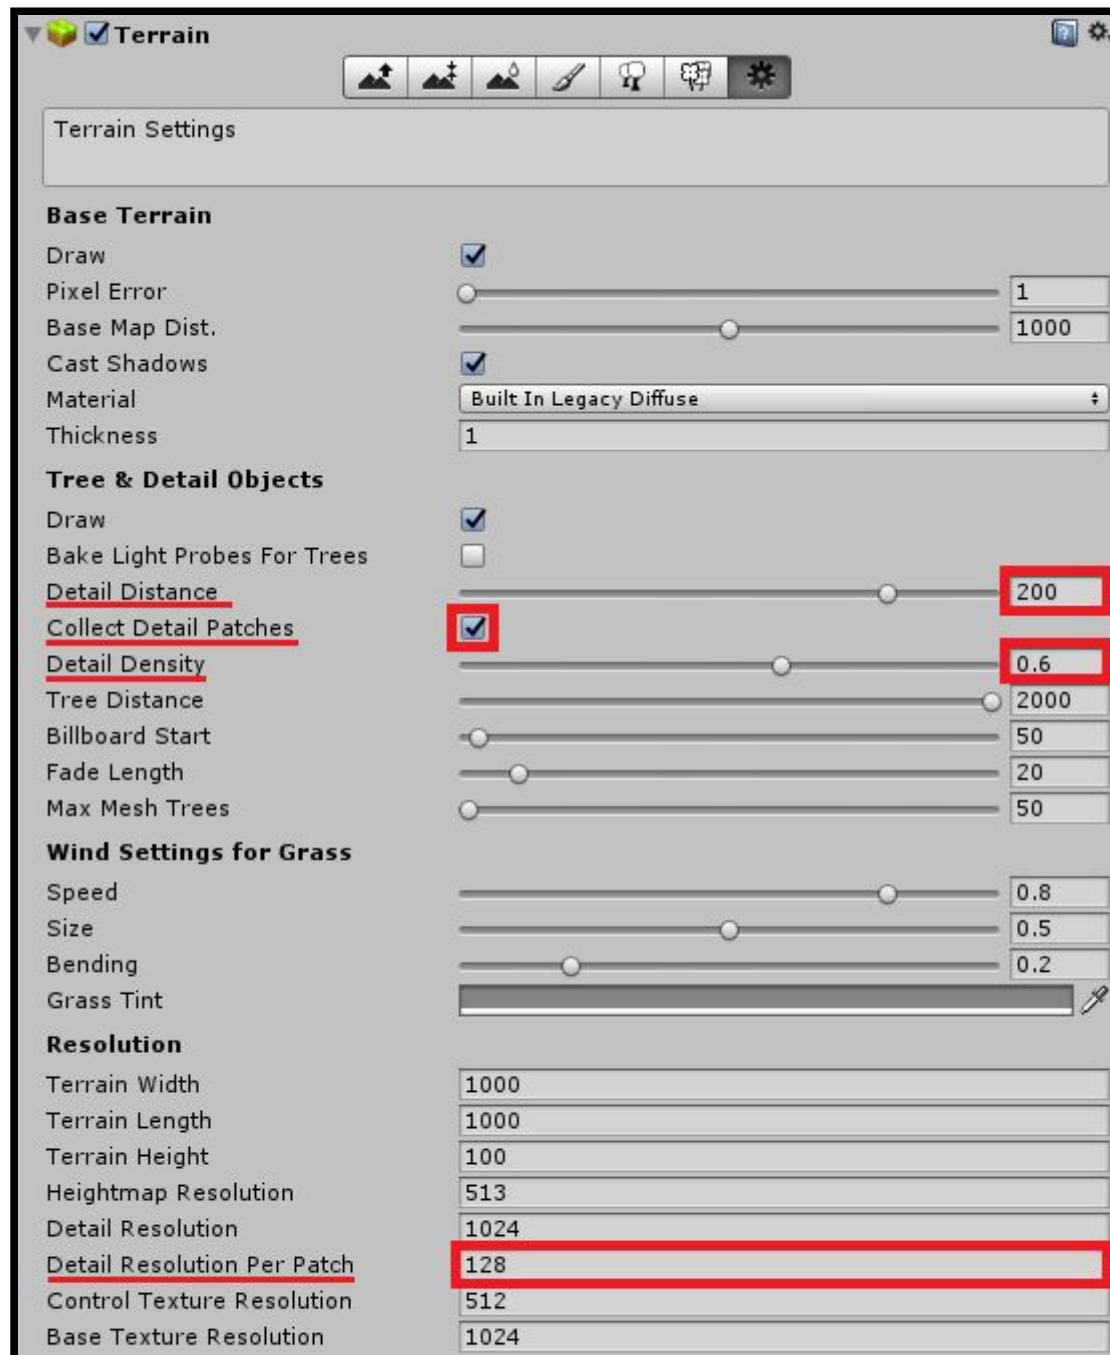 Terrain
Terrain Settings
Base Terrain
Draw
Pixel Error 1
Base Map Dist. 1000
Cast Shadows
Material Built In Legacy Diffuse
Thickness 1
Tree & Detail Objects
Draw
Bake Light Probes For Trees
Detail Distance 200
Collect Detail Patches
Detail Density 0.6
Tree Distance 2000
Billboard Start 50
Fade Length 20
Max Mesh Trees 50
Wind Settings for Grass
Speed 0.8
Size 0.5
Bending 0.2
Grass Tint
Resolution
Terrain Width 1000
Terrain Length 1000
Terrain Height 100
Heightmap Resolution 513
Detail Resolution 1024
Detail Resolution Per Patch 128
Control Texture Resolution 512
Base Texture Resolution 1024